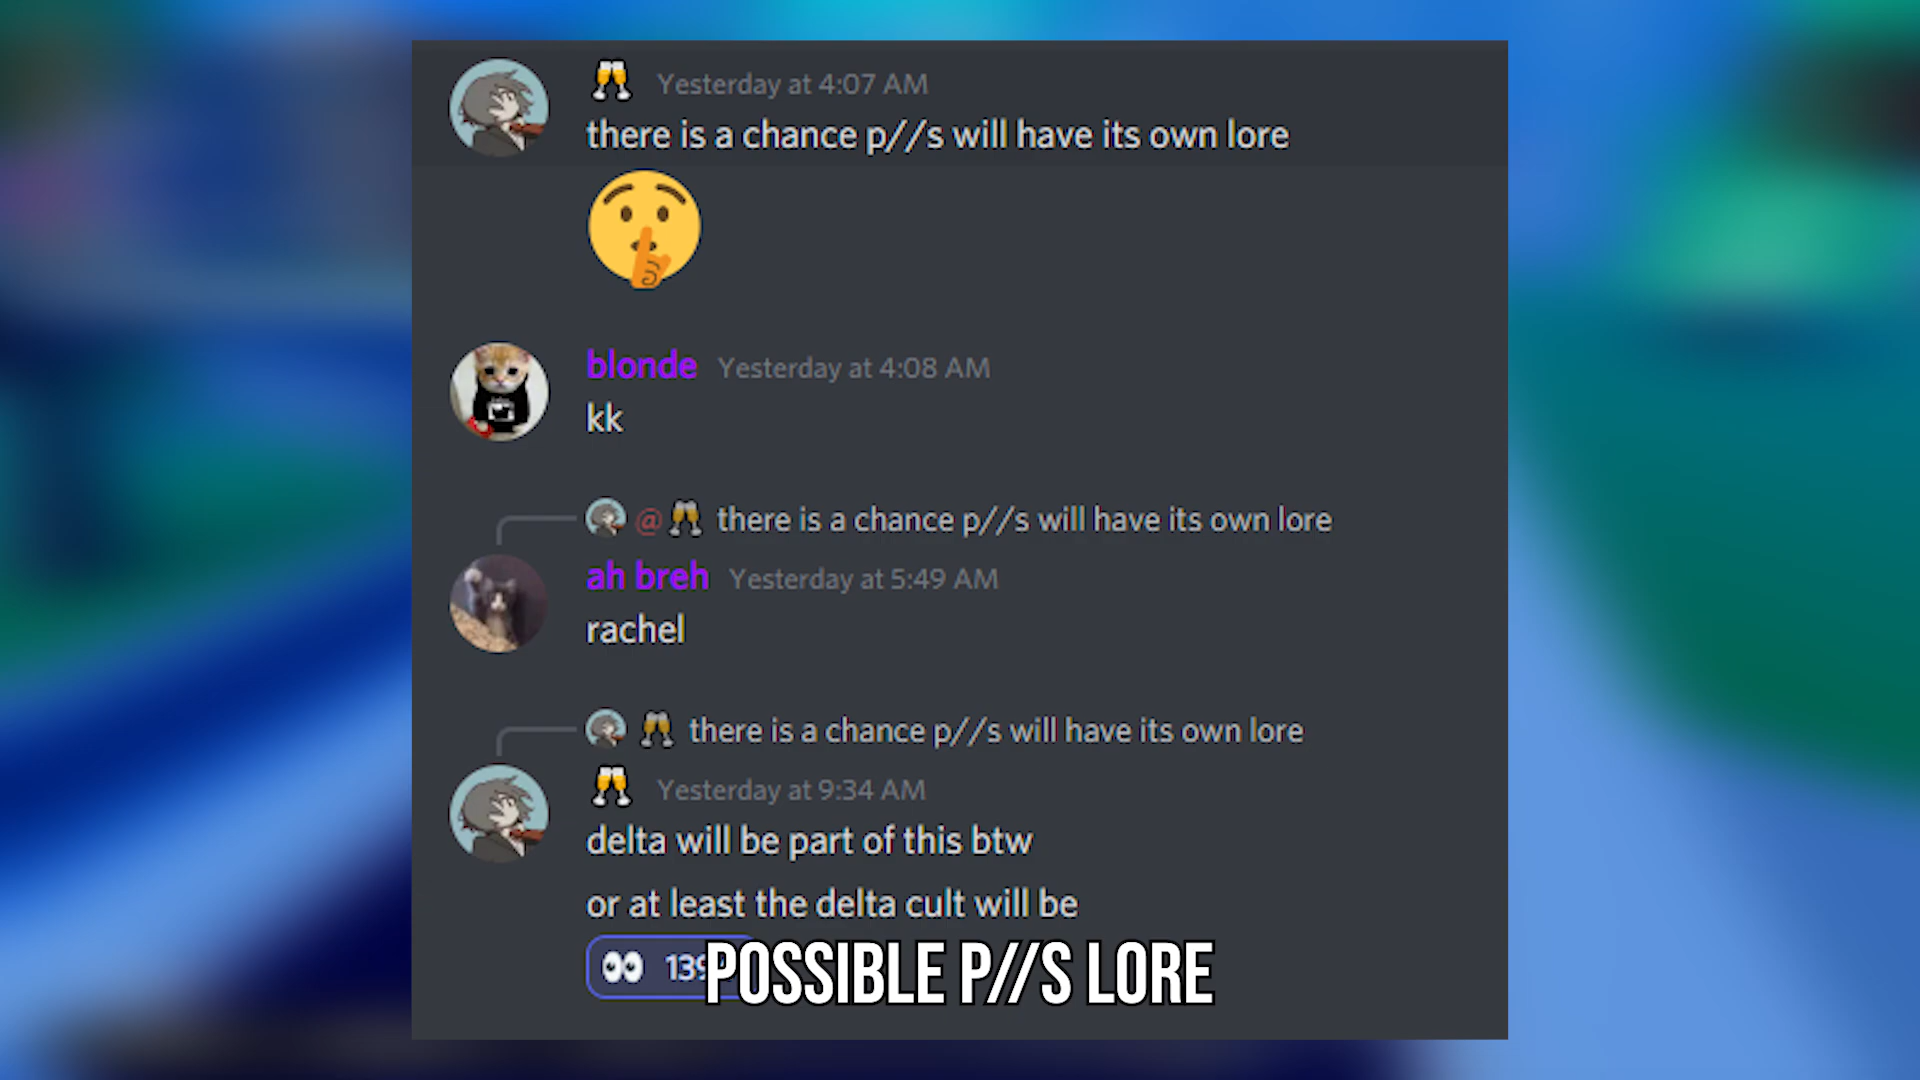 Yesterday at 4:07 AM
there is a chance p//s will have its own lore
blonde Yesterday at 4:08 AM
kk
@ there is a chance p//s will have its own lore
ah breh Yesterday at 5:49 AM
rachel
there is a chance p//s will have its own lore
Yesterday at 9:34 AM
delta will be part of this btw
or at least the delta cult will be
POSSIBLE P//S LORE